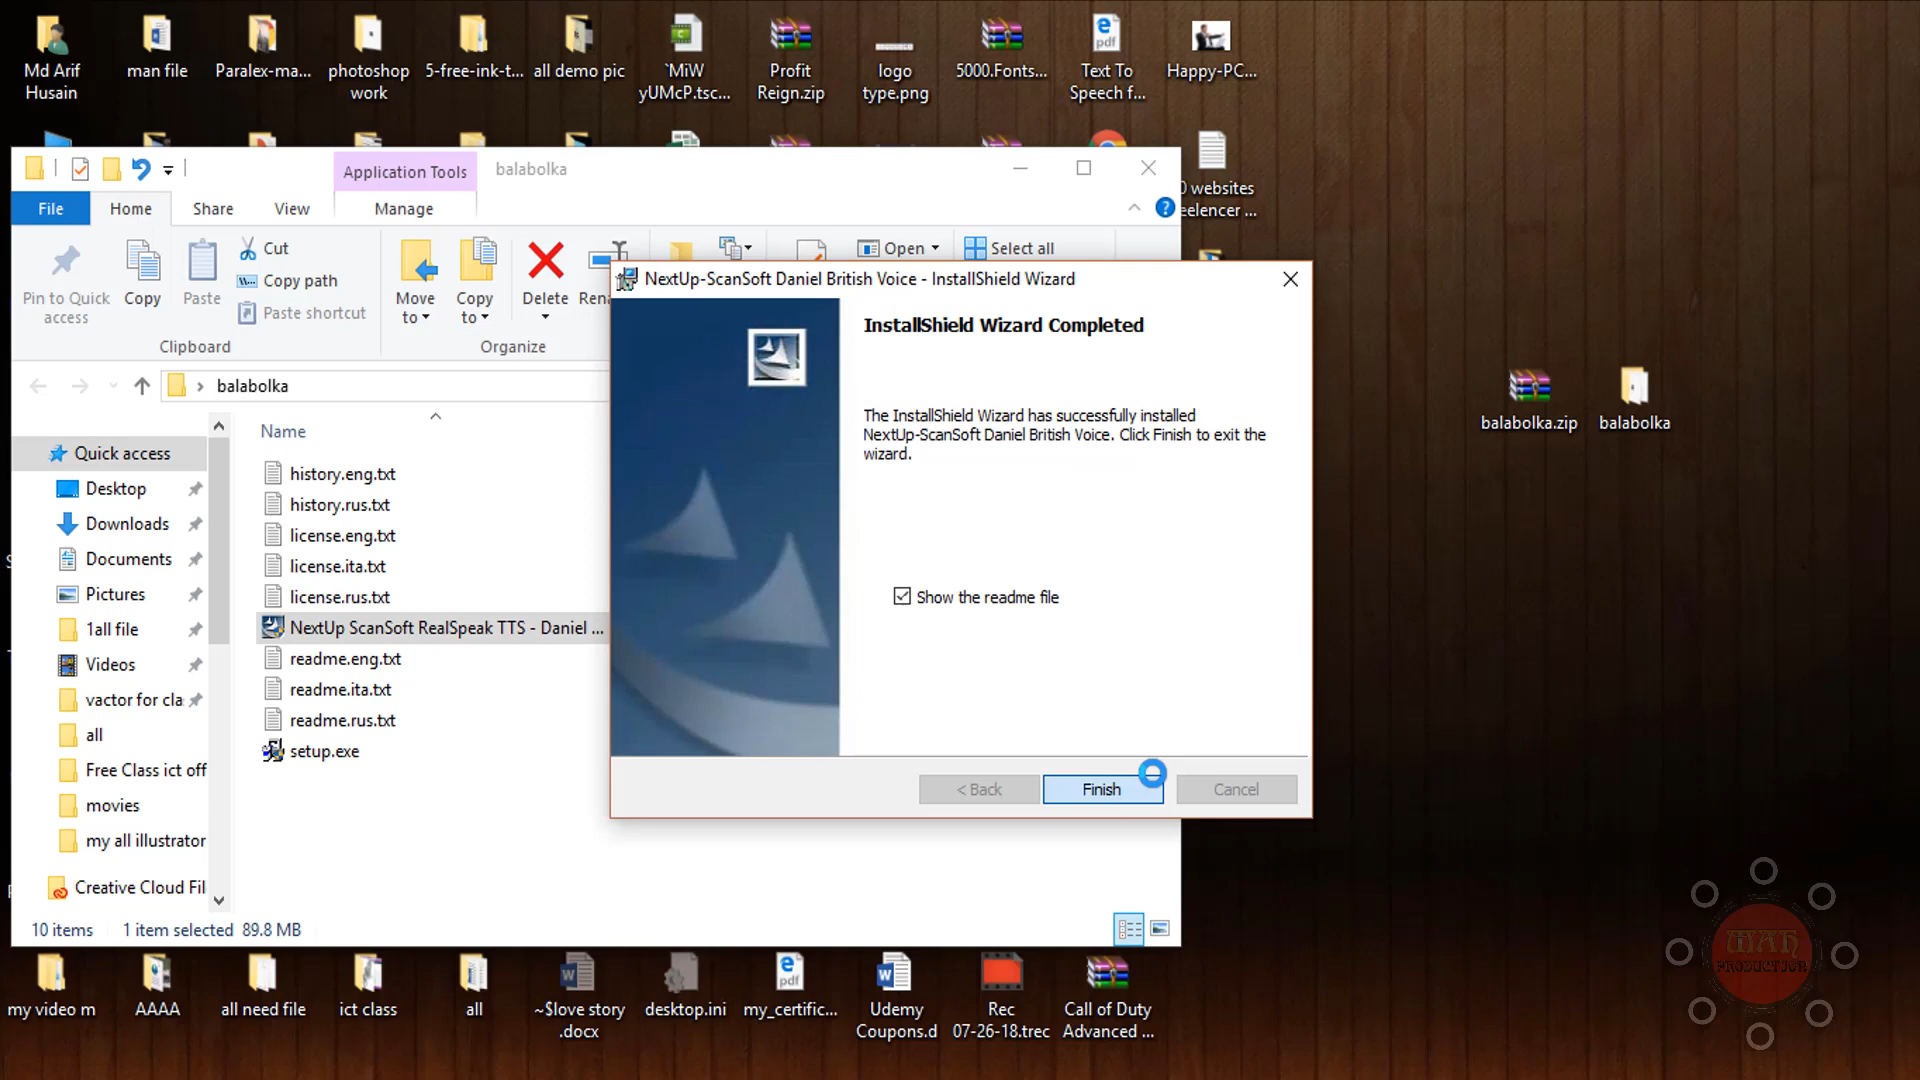 Md Arif
Husain
man file
Paralex-ma...
photoshop
work
5-free-ink-t...
all demo pic
`MiW
yUMcP.tsc...
Profit
Reign.zip
logo
type.png
5000.Fonts...
Text To
Speech f...
Happy-PC...
0 websites
eelencer ...
Application Tools
balabolka
File
Home
Share
View
Manage
Pin to Quick
access
Copy
Paste
Cut
Copy path
Paste shortcut
Clipboard
Move
to
Copy
to
Delete
Rena
Organize
Open
Select all
balabolka
Name
Quick access
Desktop
Downloads
Documents
Pictures
1all file
Videos
vactor for cla
all
Free Class ict off
movies
my all illustrator
Creative Cloud Fil
history.eng.txt
history.rus.txt
license.eng.txt
license.ita.txt
license.rus.txt
NextUp ScanSoft RealSpeak TTS - Daniel ...
readme.eng.txt
readme.ita.txt
readme.rus.txt
setup.exe
10 items 1 item selected 89.8 MB
NextUp-ScanSoft Daniel British Voice - InstallShield Wizard
InstallShield Wizard Completed
The InstallShield Wizard has successfully installed
NextUp-ScanSoft Daniel British Voice. Click Finish to exit the
wizard.
Show the readme file
< Back
Finish
Cancel
balabolka.zip
balabolka
my video m
AAAA
all need file
ict class
all
~$love story
.docx
desktop.ini
my_certific...
Udemy
Coupons.d
Rec
07-26-18.trec
Call of Duty
Advanced ...
MAH
PRODUCTION